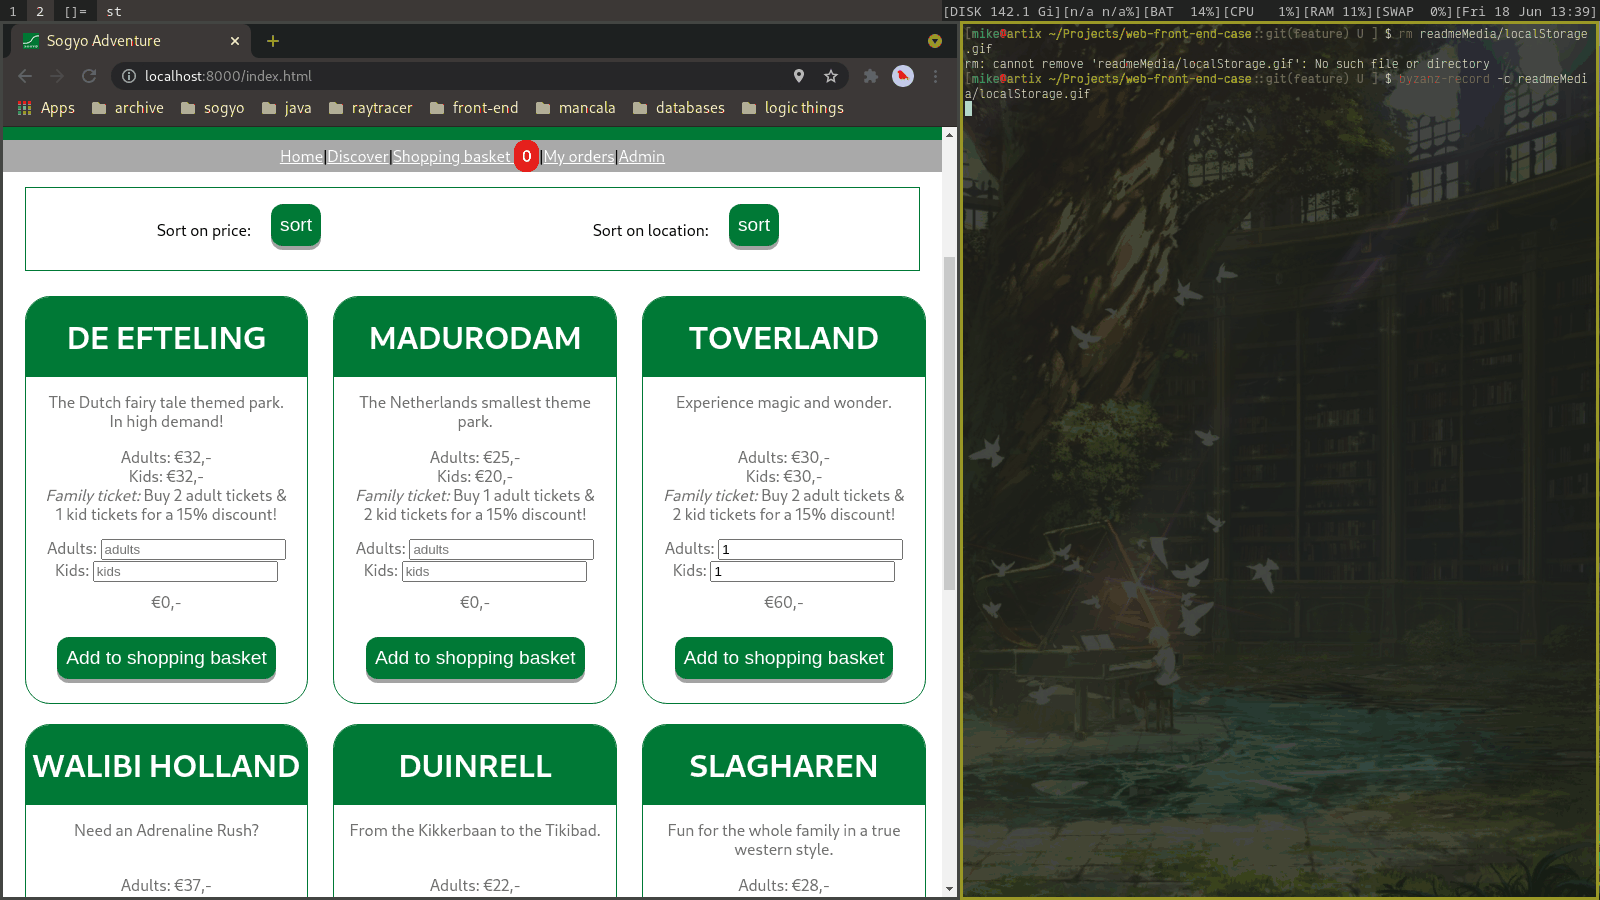 1 2 []= st [DISK 142.1 Gi][n/a n/a%][BAT 14%][CPU 1%][RAM 11%][SWAP 0%][Fri 18 Jun 13:39]
Sogyo Adventure
localhost:8000/index.html
Apps archive sogyo java raytracer front-end mancala databases logic things
Home|Discover|Shopping basket 0 |My orders|Admin
Sort on price: sort Sort on location: sort
DE EFTELING
The Dutch fairy tale themed park.
In high demand!
Adults: €32,-
Kids: €32,-
Family ticket: Buy 2 adult tickets &
1 kid tickets for a 15% discount!
Adults: adults
Kids: kids
€0,-
Add to shopping basket
MADURODAM
The Netherlands smallest theme
park.
Adults: €25,-
Kids: €20,-
Family ticket: Buy 1 adult tickets &
2 kid tickets for a 15% discount!
Adults: adults
Kids: kids
€0,-
Add to shopping basket
TOVERLAND
Experience magic and wonder.
Adults: €30,-
Kids: €30,-
Family ticket: Buy 2 adult tickets &
2 kid tickets for a 15% discount!
Adults: 1
Kids: 1
€60,-
Add to shopping basket
WALIBI HOLLAND
Need an Adrenaline Rush?
Adults: €37,-
DUINRELL
From the Kikkerbaan to the Tikibad.
Adults: €22,-
SLAGHAREN
Fun for the whole family in a true
western style.
Adults: €28,-
[mike@artix ~/Projects/web-front-end-case::git(feature) U ] $ rm readmeMedia/localStorage
.gif
rm: cannot remove 'readmeMedia/localStorage.gif': No such file or directory
[mike@artix ~/Projects/web-front-end-case::git(feature) U ] $ byzanz-record -c readmeMedi
a/localStorage.gif